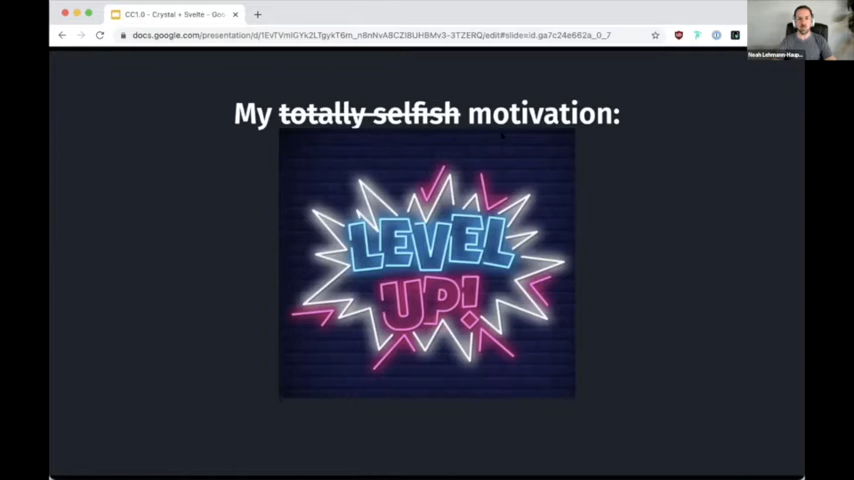 CC1.0 - Crystal + Svelte - Goo
docs.google.com/presentation/d/1EvTVmIGYk2LTgykT6m_n8nNvA8CZI8UHBMv3-3TZERQ/edit#slide=id.ga7c24e662a_0_7
Noah Lehmann-Haup...
My totally selfish motivation:
LEVEL
UP!